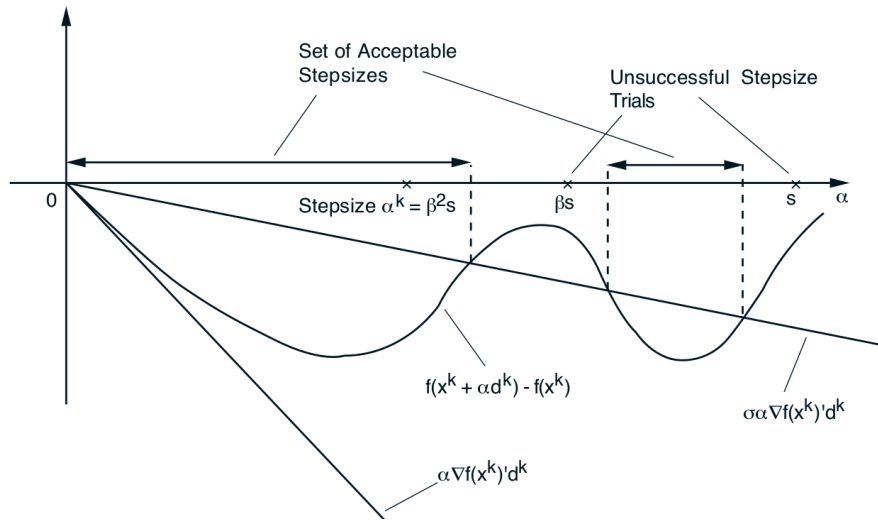 Set of Acceptable
Stepsizes
Unsuccessful Stepsize
Trials
0
Stepsize αᵏ = β²s
βs
s
α
f(xᵏ + αdᵏ) - f(xᵏ)
σα∇f(xᵏ)'dᵏ
α∇f(xᵏ)'dᵏ